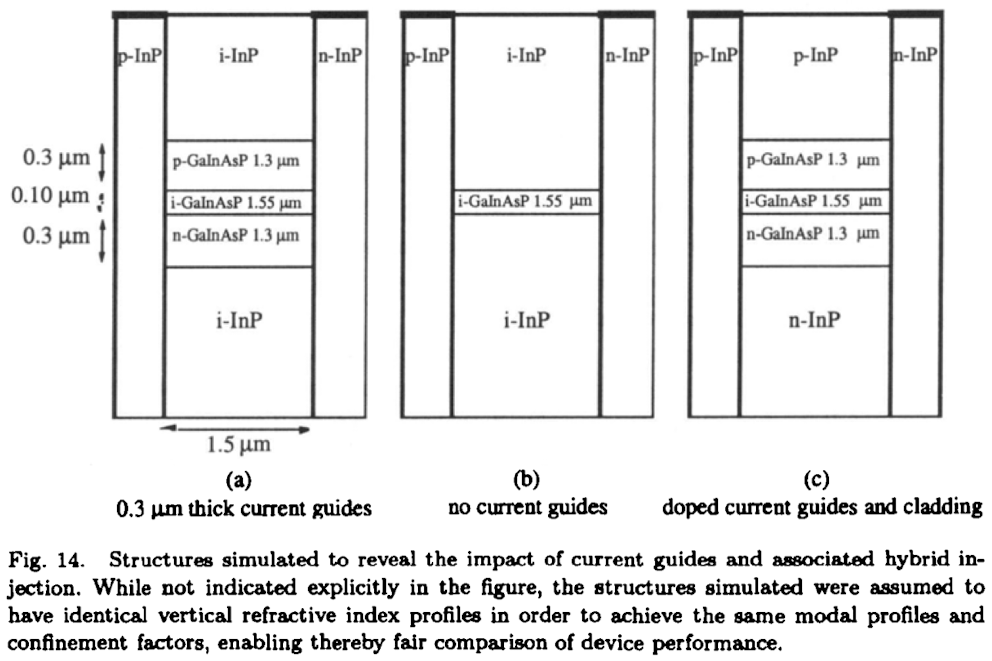 p-InP i-InP n-InP p-InP i-InP n-InP p-InP p-InP n-InP
0.3 μm p-GaInAsP 1.3 μm p-GaInAsP 1.3 μm
0.10 μm i-GaInAsP 1.55 μm i-GaInAsP 1.55 μm i-GaInAsP 1.55 μm
0.3 μm n-GaInAsP 1.3 μm n-GaInAsP 1.3 μm
i-InP i-InP n-InP
1.5 μm
(a) (b) (c)
0.3 μm thick current guides no current guides doped current guides and cladding
Fig. 14. Structures simulated to reveal the impact of current guides and associated hybrid in-
jection. While not indicated explicitly in the figure, the structures simulated were assumed to
have identical vertical refractive index profiles in order to achieve the same modal profiles and
confinement factors, enabling thereby fair comparison of device performance.